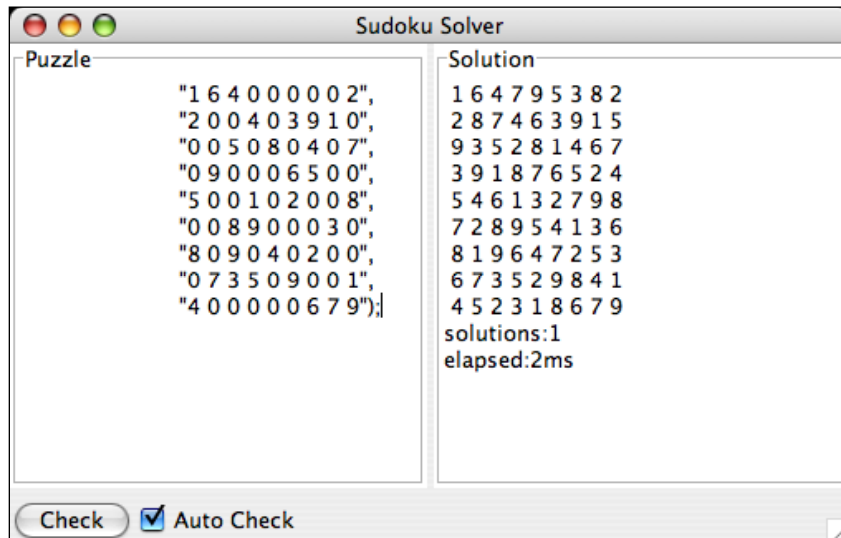 Sudoku Solver
Puzzle
"1 6 4 0 0 0 0 0 2",
"2 0 0 4 0 3 9 1 0",
"0 0 5 0 8 0 4 0 7",
"0 9 0 0 0 6 5 0 0",
"5 0 0 1 0 2 0 0 8",
"0 0 8 9 0 0 0 3 0",
"8 0 9 0 4 0 2 0 0",
"0 7 3 5 0 9 0 0 1",
"4 0 0 0 0 0 6 7 9");
Solution
1 6 4 7 9 5 3 8 2
2 8 7 4 6 3 9 1 5
9 3 5 2 8 1 4 6 7
3 9 1 8 7 6 5 2 4
5 4 6 1 3 2 7 9 8
7 2 8 9 5 4 1 3 6
8 1 9 6 4 7 2 5 3
6 7 3 5 2 9 8 4 1
4 5 2 3 1 8 6 7 9
solutions:1
elapsed:2ms
Check
Auto Check